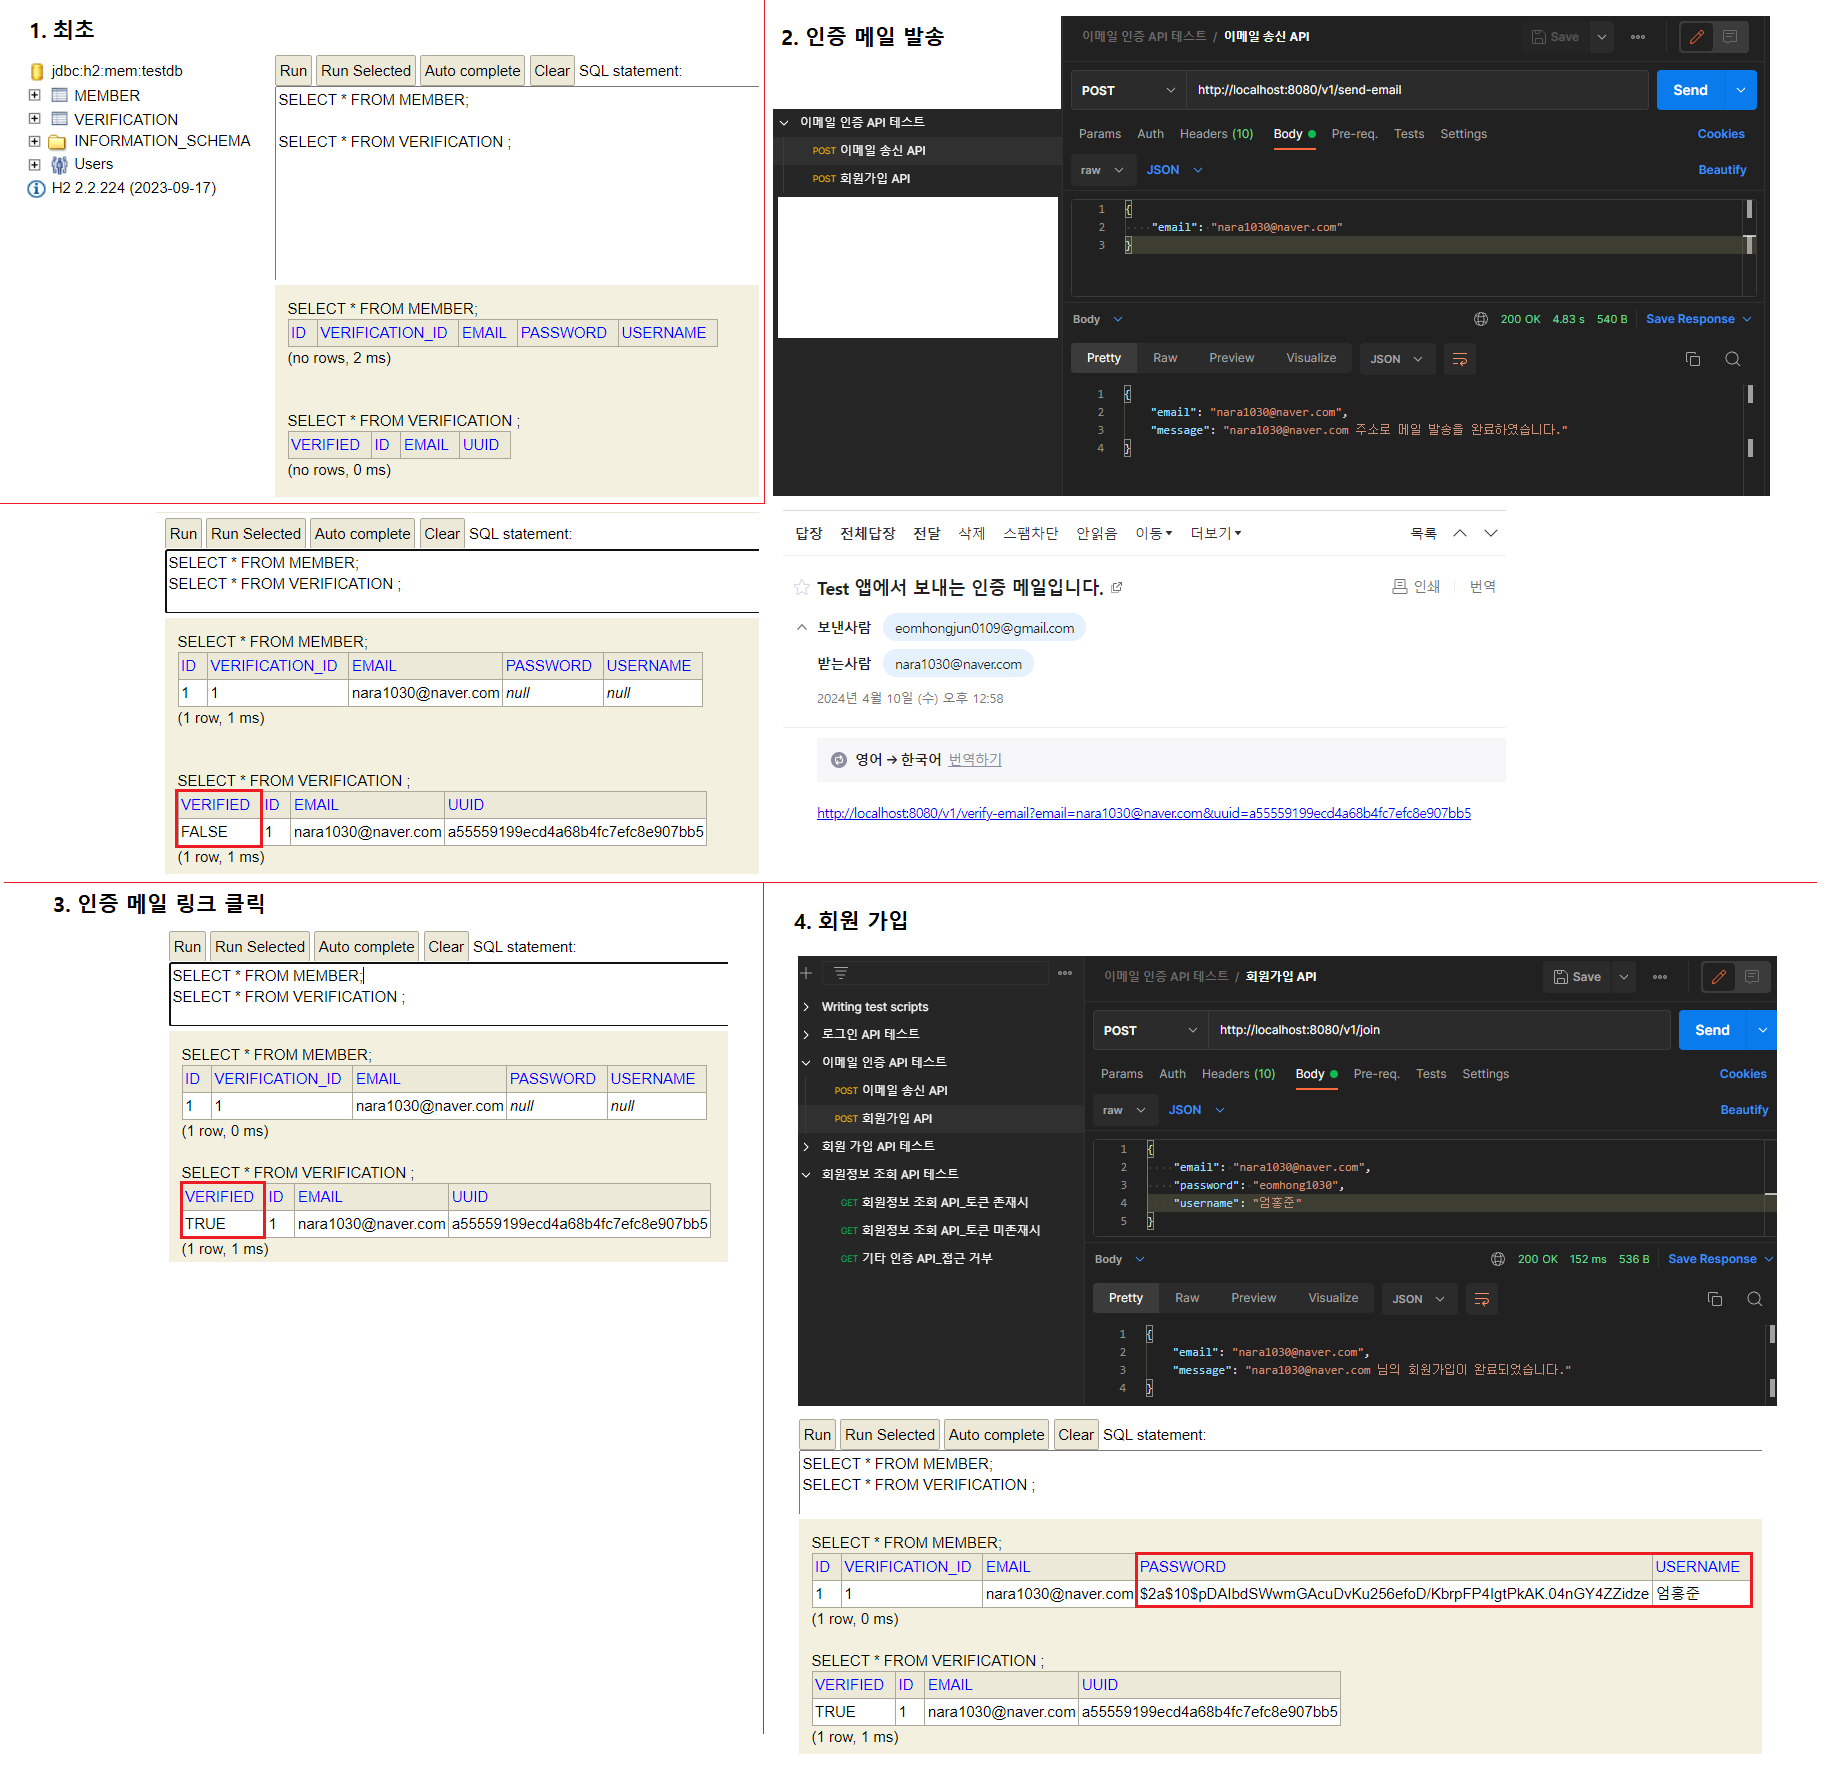 1. 최초
jdbc:h2:mem:testdb
MEMBER
VERIFICATION
INFORMATION_SCHEMA
Users
H2 2.2.224 (2023-09-17)
Run Run Selected Auto complete Clear SQL statement:
SELECT * FROM MEMBER;
SELECT * FROM VERIFICATION ;
SELECT * FROM MEMBER;
ID VERIFICATION_ID EMAIL PASSWORD USERNAME
(no rows, 2 ms)
SELECT * FROM VERIFICATION ;
VERIFIED ID EMAIL UUID
(no rows, 0 ms)
2. 인증 메일 발송
이메일 인증 API 테스트
POST 이메일 송신 API
POST 회원가입 API
이메일 인증 API 테스트 / 이메일 송신 API
Save
POST http://localhost:8080/v1/send-email Send
Params Auth Headers (10) Body Pre-req. Tests Settings Cookies
raw JSON Beautify
1 {
2 "email": "nara1030@naver.com"
3 }
Body 200 OK 4.83 s 540 B Save Response
Pretty Raw Preview Visualize JSON
1 {
2 "email": "nara1030@naver.com",
3 "message": "nara1030@naver.com 주소로 메일 발송을 완료하였습니다."
4 }
Run Run Selected Auto complete Clear SQL statement:
SELECT * FROM MEMBER;
SELECT * FROM VERIFICATION ;
SELECT * FROM MEMBER;
ID VERIFICATION_ID EMAIL PASSWORD USERNAME
1 1 nara1030@naver.com null null
(1 row, 1 ms)
SELECT * FROM VERIFICATION ;
VERIFIED ID EMAIL UUID
FALSE 1 nara1030@naver.com a55559199ecd4a68b4fc7efc8e907bb5
(1 row, 1 ms)
답장 전체답장 전달 삭제 스팸차단 안읽음 이동 더보기 목록
Test 앱에서 보내는 인증 메일입니다. 인쇄 번역
보낸사람 eomhongjun0109@gmail.com
받는사람 nara1030@naver.com
2024년 4월 10일 (수) 오후 12:58
영어 → 한국어 번역하기
http://localhost:8080/v1/verify-email?email=nara1030@naver.com&uuid=a55559199ecd4a68b4fc7efc8e907bb5
3. 인증 메일 링크 클릭
Run Run Selected Auto complete Clear SQL statement:
SELECT * FROM MEMBER;
SELECT * FROM VERIFICATION ;
SELECT * FROM MEMBER;
ID VERIFICATION_ID EMAIL PASSWORD USERNAME
1 1 nara1030@naver.com null null
(1 row, 0 ms)
SELECT * FROM VERIFICATION ;
VERIFIED ID EMAIL UUID
TRUE 1 nara1030@naver.com a55559199ecd4a68b4fc7efc8e907bb5
(1 row, 1 ms)
4. 회원 가입
Writing test scripts
로그인 API 테스트
이메일 인증 API 테스트
POST 이메일 송신 API
POST 회원가입 API
회원 가입 API 테스트
회원정보 조회 API 테스트
GET 회원정보 조회 API_토큰 존재시
GET 회원정보 조회 API_토큰 미존재시
GET 기타 인증 API_접근 거부
이메일 인증 API 테스트 / 회원가입 API
Save
POST http://localhost:8080/v1/join Send
Params Auth Headers (10) Body Pre-req. Tests Settings Cookies
raw JSON Beautify
1 {
2 "email": "nara1030@naver.com",
3 "password": "eomhong1030",
4 "username": "엄홍준"
5 }
Body 200 OK 152 ms 536 B Save Response
Pretty Raw Preview Visualize JSON
1 {
2 "email": "nara1030@naver.com",
3 "message": "nara1030@naver.com 님의 회원가입이 완료되었습니다."
4 }
Run Run Selected Auto complete Clear SQL statement:
SELECT * FROM MEMBER;
SELECT * FROM VERIFICATION ;
SELECT * FROM MEMBER;
ID VERIFICATION_ID EMAIL PASSWORD USERNAME
1 1 nara1030@naver.com $2a$10$pDAIbdSWwmGAcuDvKu256efoD/KbrpFP4IgtPkAK.04nGY4ZZidze 엄홍준
(1 row, 0 ms)
SELECT * FROM VERIFICATION ;
VERIFIED ID EMAIL UUID
TRUE 1 nara1030@naver.com a55559199ecd4a68b4fc7efc8e907bb5
(1 row, 1 ms)